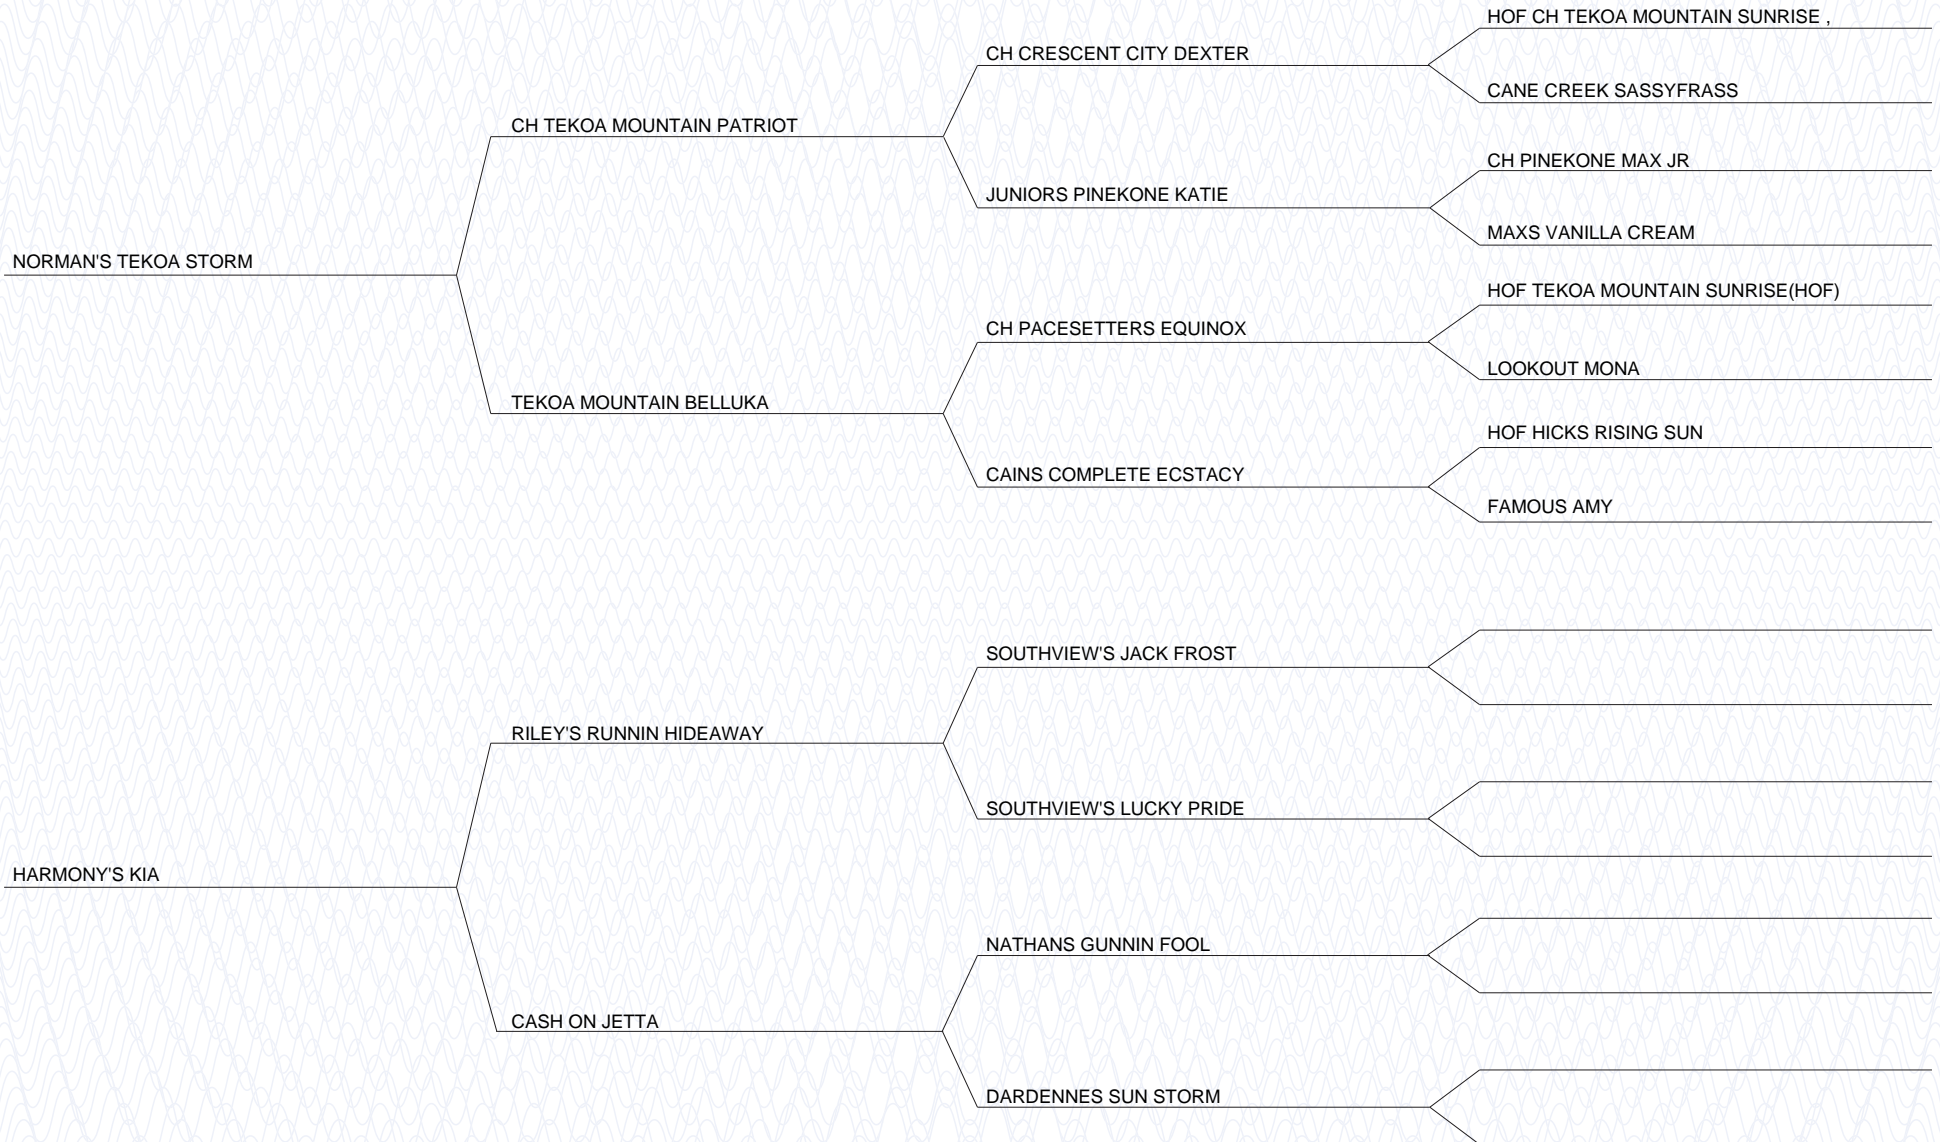 HOF CH TEKOA MOUNTAIN SUNRISE ,
CH CRESCENT CITY DEXTER
CANE CREEK SASSYFRASS
CH TEKOA MOUNTAIN PATRIOT
CH PINEKONE MAX JR
JUNIORS PINEKONE KATIE
MAXS VANILLA CREAM
NORMAN'S TEKOA STORM
HOF TEKOA MOUNTAIN SUNRISE(HOF)
CH PACESETTERS EQUINOX
LOOKOUT MONA
TEKOA MOUNTAIN BELLUKA
HOF HICKS RISING SUN
CAINS COMPLETE ECSTACY
FAMOUS AMY
SOUTHVIEW'S JACK FROST
RILEY'S RUNNIN HIDEAWAY
SOUTHVIEW'S LUCKY PRIDE
HARMONY'S KIA
NATHANS GUNNIN FOOL
CASH ON JETTA
DARDENNES SUN STORM